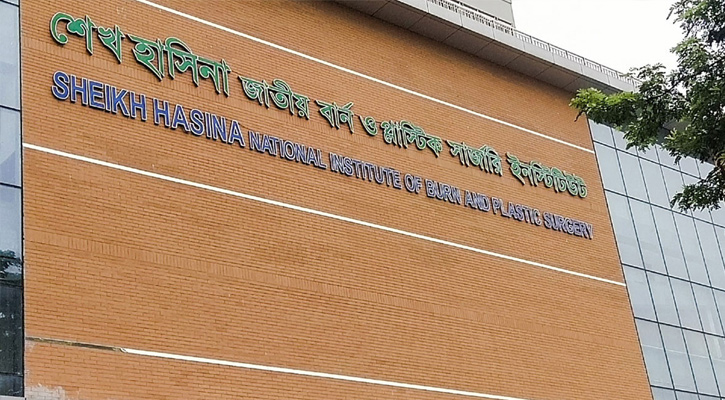 শেখ হাসিনা জাতীয় বার্ন ও প্লাস্টিক সার্জারি ইনস্টিটিউট
SHEIKH HASINA NATIONAL INSTITUTE OF BURN AND PLASTIC SURGERY